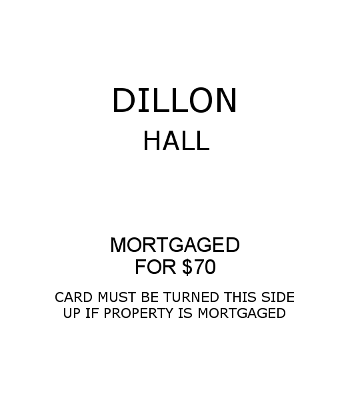 DILLON
HALL
MORTGAGED
FOR $70
CARD MUST BE TURNED THIS SIDE
UP IF PROPERTY IS MORTGAGED